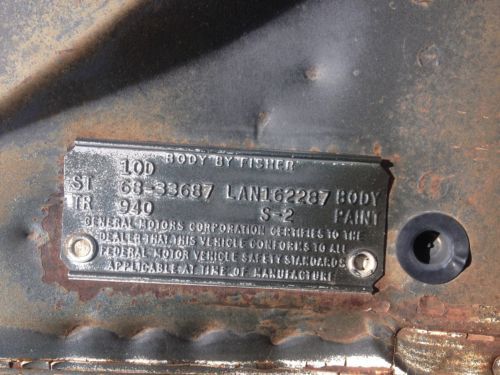 BODY BY FISHER
10D
ST 68-33687 LAN162287 BODY
TR 940 S-2 PAINT
GENERAL MOTORS CORPORATION CERTIFIES TO THE
DEALER THAT THIS VEHICLE CONFORMS TO ALL
FEDERAL MOTOR VEHICLE SAFETY STANDARDS
APPLICABLE AT TIME OF MANUFACTURE